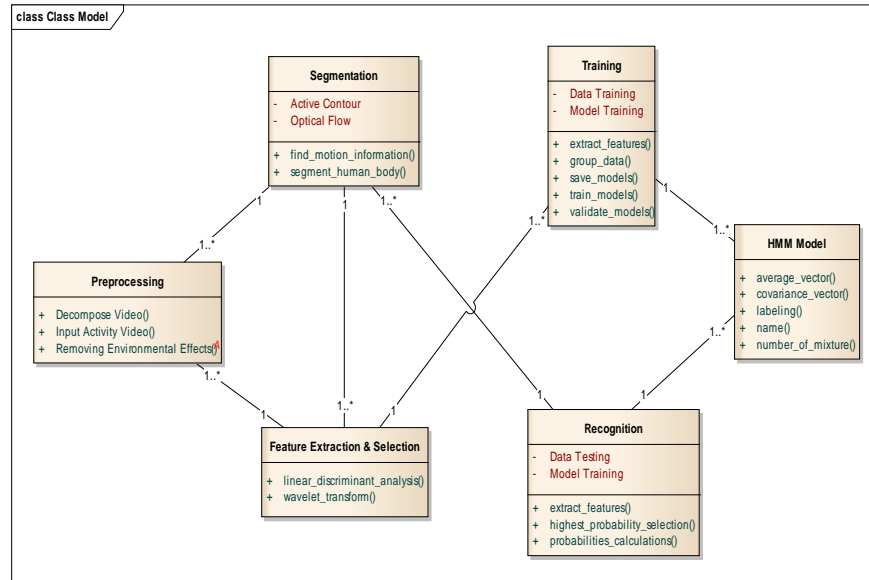 class Class Model
Segmentation
- Active Contour
- Optical Flow
+ find_motion_information()
+ segment_human_body()
Training
- Data Training
- Model Training
+ extract_features()
+ group_data()
+ save_models()
+ train_models()
+ validate_models()
1
1
1..*
1..*
1
1..*
1..*
HMM Model
+ average_vector()
+ covariance_vector()
+ labeling()
+ name()
+ number_of_mixture()
Preprocessing
+ Decompose Video()
+ Input Activity Video()
+ Removing Environmental Effects()A
1..*
1..*
1
1..*
1
1
1
Feature Extraction & Selection
+ linear_discriminant_analysis()
+ wavelet_transform()
Recognition
- Data Testing
- Model Training
+ extract_features()
+ highest_probability_selection()
+ probabilities_calculations()